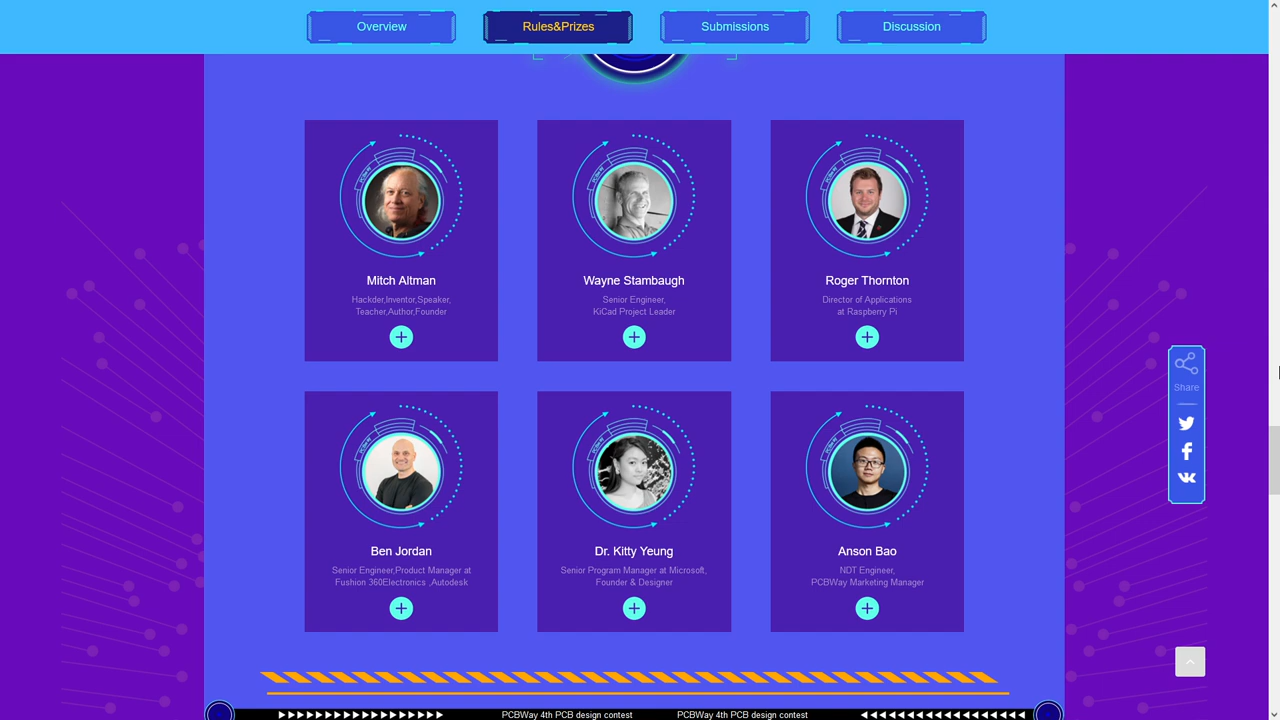 Overview
Rules&Prizes
Submissions
Discussion
Mitch Altman
Hackder,Inventor,Speaker,
Teacher,Author,Founder
Wayne Stambaugh
Senior Engineer,
KiCad Project Leader
Roger Thornton
Director of Applications
at Raspberry Pi
Share
Ben Jordan
Senior Engineer,Product Manager at
Fushion 360Electronics ,Autodesk
Dr. Kitty Yeung
Senior Program Manager at Microsoft,
Founder & Designer
Anson Bao
NDT Engineer,
PCBWay Marketing Manager
PCBWay 4th PCB design contest
PCBWay 4th PCB design contest